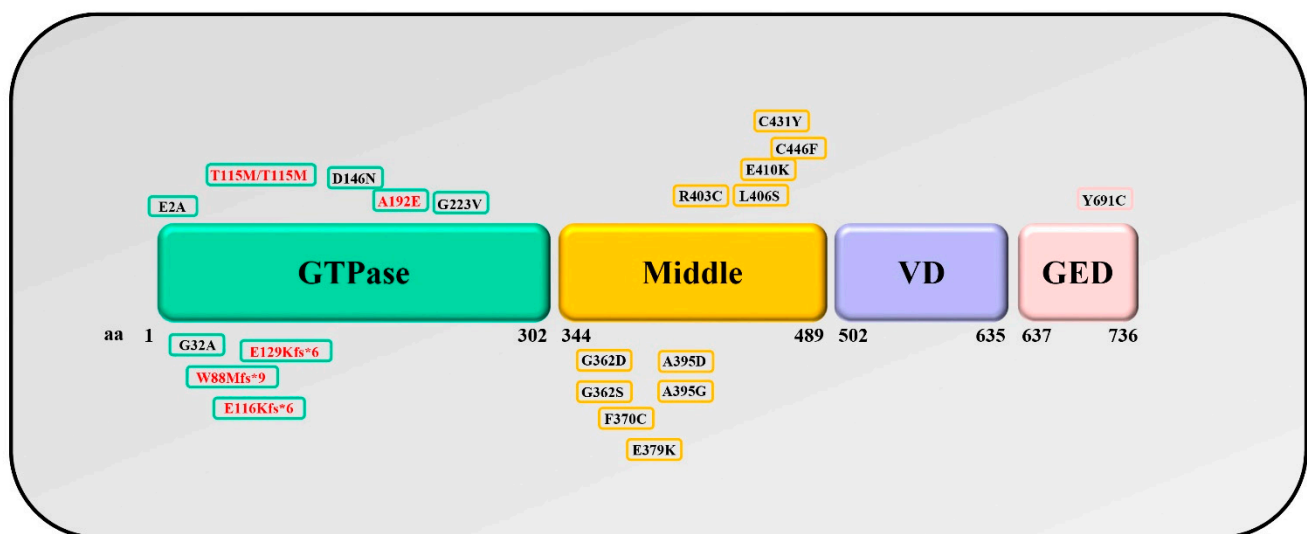 C431Y
C446F
T115M/T115M D146N E410K
E2A A192E G223V R403C L406S Y691C
GTPase Middle VD GED
aa 1 302 344 489 502 635 637 736
G32A E129Kfs*6 G362D A395D
W88Mfs*9 G362S A395G
E116Kfs*6 F370C
E379K